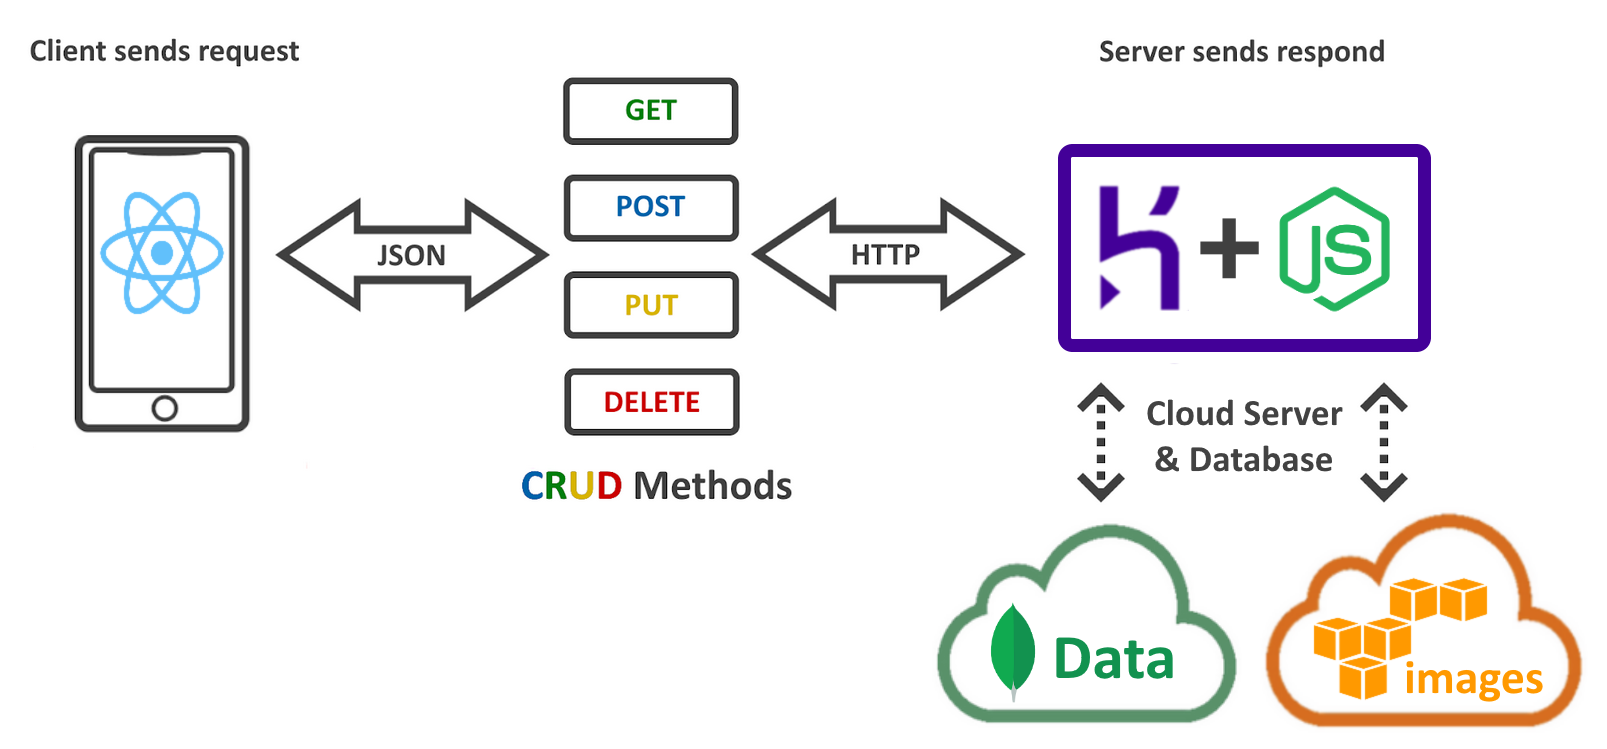 Client sends request
Server sends respond
GET
POST
PUT
DELETE
JSON
HTTP
CRUD Methods
JS
Cloud Server
& Database
Data
images